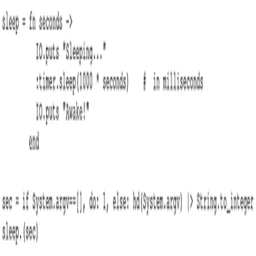 sleep = fn seconds ->
IO.puts "Sleeping..."
:timer.sleep(1000 * seconds)   #  in milliseconds
IO.puts "Awake!"
end
sec = if System.argv==[], do: 1, else: hd(System.argv) |> String.to_integer
sleep.(sec)